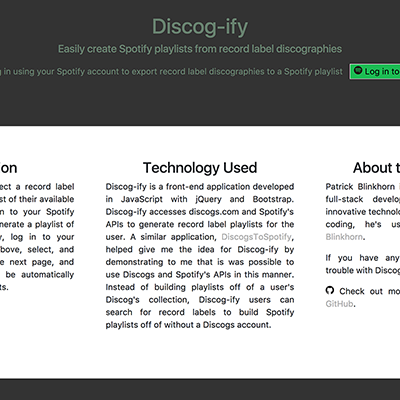 Discog-ify
Easily create Spotify playlists from record label discographies
in using your Spotify account to export record label discographies to a Spotify playlist
Log in to
Technology Used
About t
ect a record label
st of their available
n to your Spotify
nerate a playlist of
y, log in to your
bove, select, and
e next page, and
be automatically
ts.
Discog-ify is a front-end application developed
in JavaScript with jQuery and Bootstrap.
Discog-ify accesses discogs.com and Spotify's
APIs to generate record label playlists for the
user. A similar application, DiscogsToSpotify,
helped give me the idea for Discog-ify by
demonstrating to me that is was possible to
use Discogs and Spotify's APIs in this manner.
Instead of building playlists off of a user's
Discog's collection, Discog-ify users can
search for record labels to build Spotify
playlists off of without a Discogs account.
Patrick Blinkhorn
full-stack develo
innovative technolo
coding, he's us
Blinkhorn.
If you have any
trouble with Discog
Check out mo
GitHub.